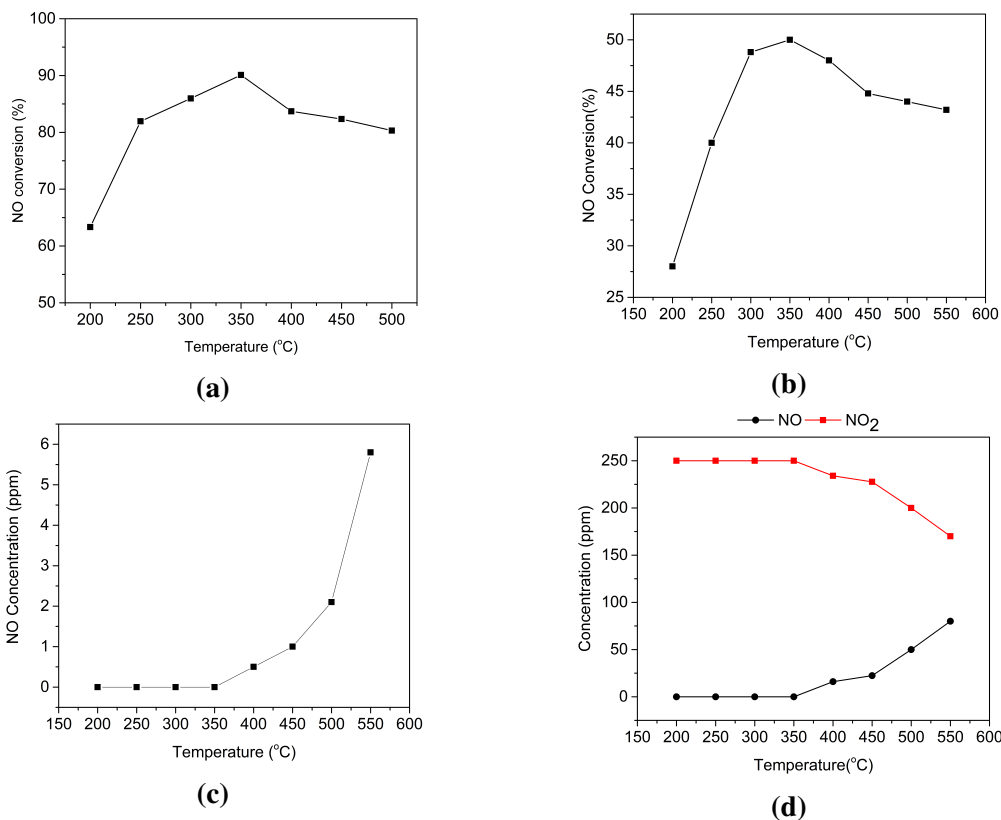 100
90
80
70
60
50
NO conversion (%)
200 250 300 350 400 450 500
Temperature (°C)
(a)
50
45
40
35
30
25
NO Conversion(%)
150 200 250 300 350 400 450 500 550 600
Temperature (°C)
(b)
6
5
4
3
2
1
0
NO Concentration (ppm)
150 200 250 300 350 400 450 500 550 600
Temperature (°C)
(c)
NO NO2
250
200
150
100
50
0
Concentration (ppm)
150 200 250 300 350 400 450 500 550 600
Temperature(°C)
(d)